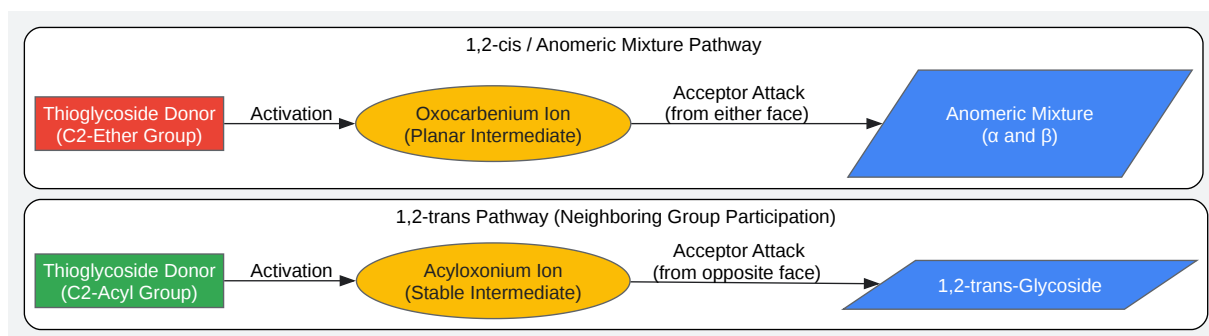 1,2-cis / Anomeric Mixture Pathway
Thioglycoside Donor
(C2-Ether Group)
Activation
Oxocarbenium Ion
(Planar Intermediate)
Acceptor Attack
(from either face)
Anomeric Mixture
(α and β)
1,2-trans Pathway (Neighboring Group Participation)
Thioglycoside Donor
(C2-Acyl Group)
Activation
Acyloxonium Ion
(Stable Intermediate)
Acceptor Attack
(from opposite face)
1,2-trans-Glycoside